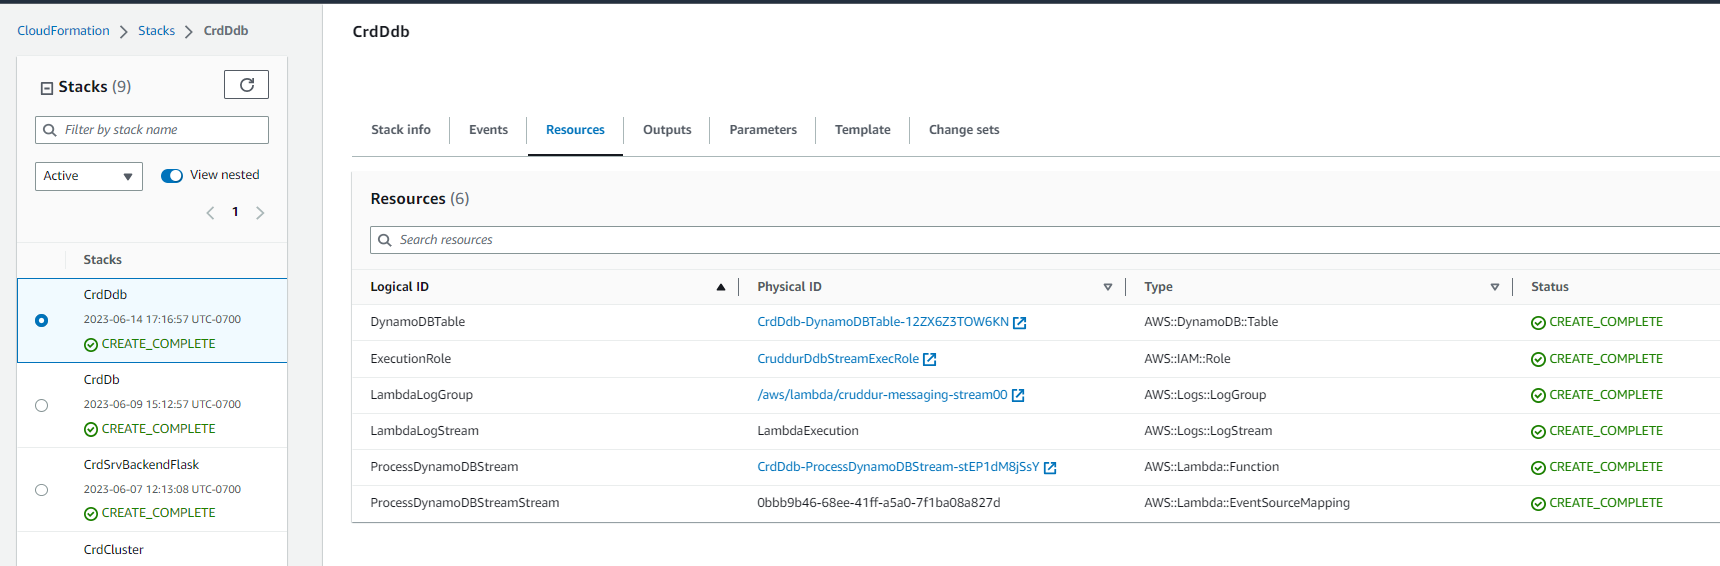 CloudFormation > Stacks > CrdDdb
Stacks (9)
Filter by stack name
Active
View nested
1
Stacks
CrdDdb
2023-06-14 17:16:57 UTC-0700
CREATE_COMPLETE
CrdDb
2023-06-09 15:12:57 UTC-0700
CREATE_COMPLETE
CrdSrvBackendFlask
2023-06-07 12:13:08 UTC-0700
CREATE_COMPLETE
CrdCluster
CrdDdb
Stack info Events Resources Outputs Parameters Template Change sets
Resources (6)
Search resources
Logical ID Physical ID Type Status
DynamoDBTable CrdDdb-DynamoDBTable-12ZX6Z3TOW6KN AWS::DynamoDB::Table CREATE_COMPLETE
ExecutionRole CruddurDdbStreamExecRole AWS::IAM::Role CREATE_COMPLETE
LambdaLogGroup /aws/lambda/cruddur-messaging-stream00 AWS::Logs::LogGroup CREATE_COMPLETE
LambdaLogStream LambdaExecution AWS::Logs::LogStream CREATE_COMPLETE
ProcessDynamoDBStream CrdDdb-ProcessDynamoDBStream-stEP1dM8jSsY AWS::Lambda::Function CREATE_COMPLETE
ProcessDynamoDBStreamStream 0bbb9b46-68ee-41ff-a5a0-7f1ba08a827d AWS::Lambda::EventSourceMapping CREATE_COMPLETE